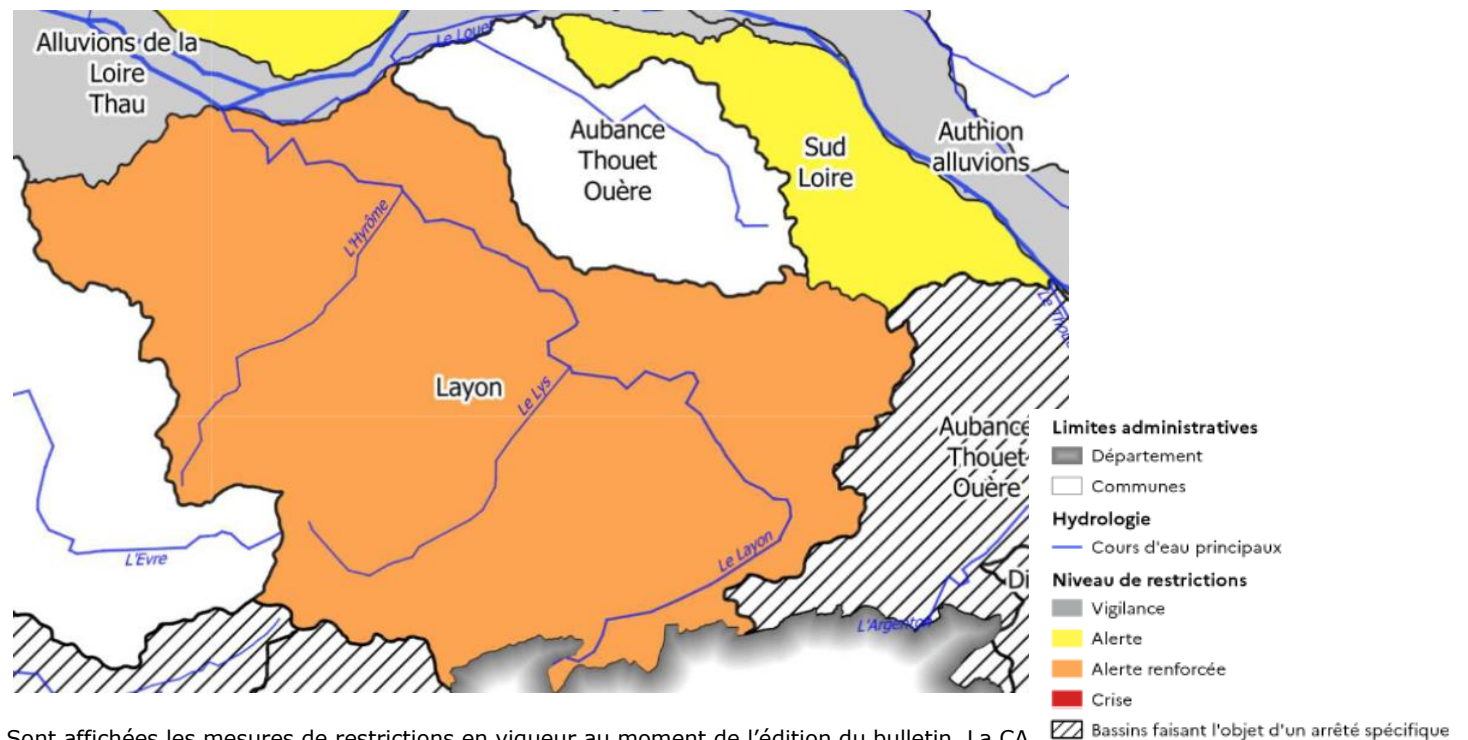 Alluvions de la
Loire
Thau
Le Louet
Aubance
Thouet
Ouère
Sud
Loire
Authion
alluvions
L'Hyrôme
Layon
Le Lys
Le Thoue
Aubance
Thouet
Ouère
L'Evre
Le Layon
L'Argenton
Di
Limites administratives
Département
Communes
Hydrologie
Cours d'eau principaux
Niveau de restrictions
Vigilance
Alerte
Alerte renforcée
Crise
Bassins faisant l'objet d'un arrêté spécifique
Sont affichées les mesures de restrictions en vigueur au moment de l'édition du bulletin. La CA